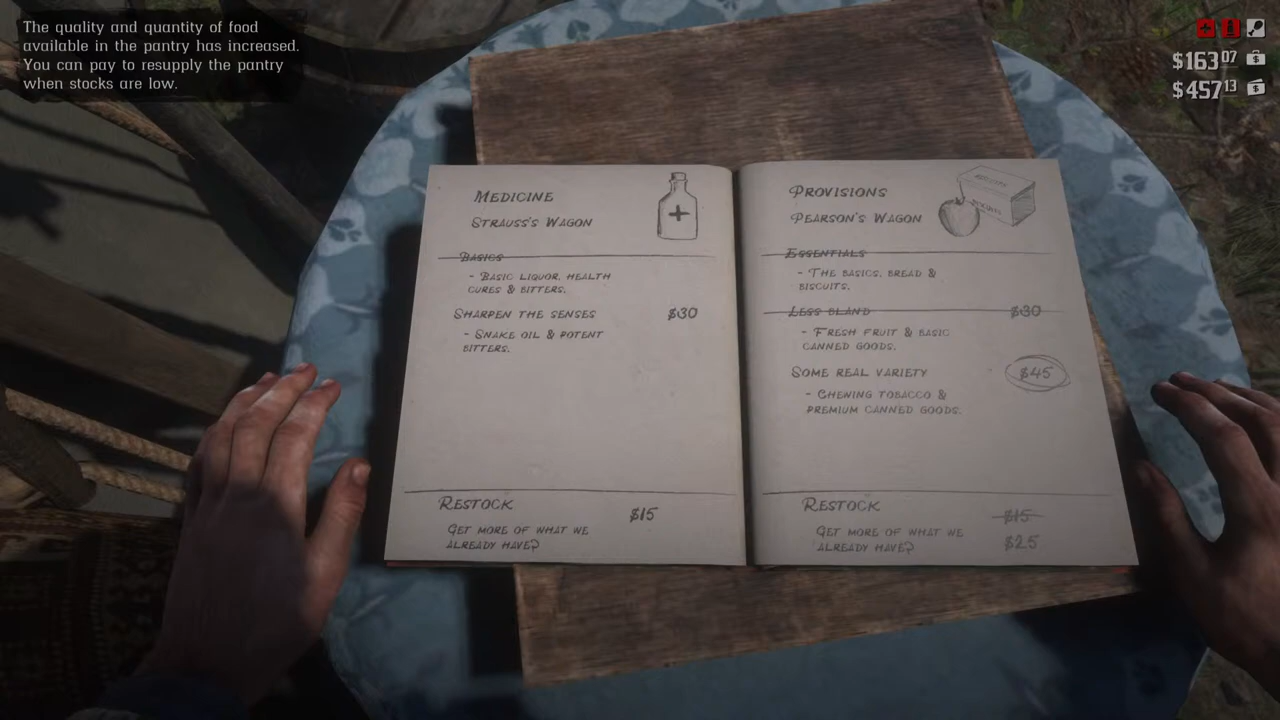 The quality and quantity of food
available in the pantry has increased.
You can pay to resupply the pantry
when stocks are low.
$163 07
$457 13
MEDICINE
STRAUSS'S WAGON
BASICS
- BASIC LIQUOR, HEALTH
CURES & BITTERS.
SHARPEN THE SENSES $30
- SNAKE OIL & POTENT
BITTERS.
RESTOCK $15
GET MORE OF WHAT WE
ALREADY HAVE?
PROVISIONS
PEARSON'S WAGON
ESSENTIALS
- THE BASICS. BREAD &
BISCUITS.
LESS BLAND $30
- FRESH FRUIT & BASIC
CANNED GOODS.
SOME REAL VARIETY $45
- CHEWING TOBACCO &
PREMIUM CANNED GOODS.
RESTOCK $15
GET MORE OF WHAT WE
ALREADY HAVE? $25